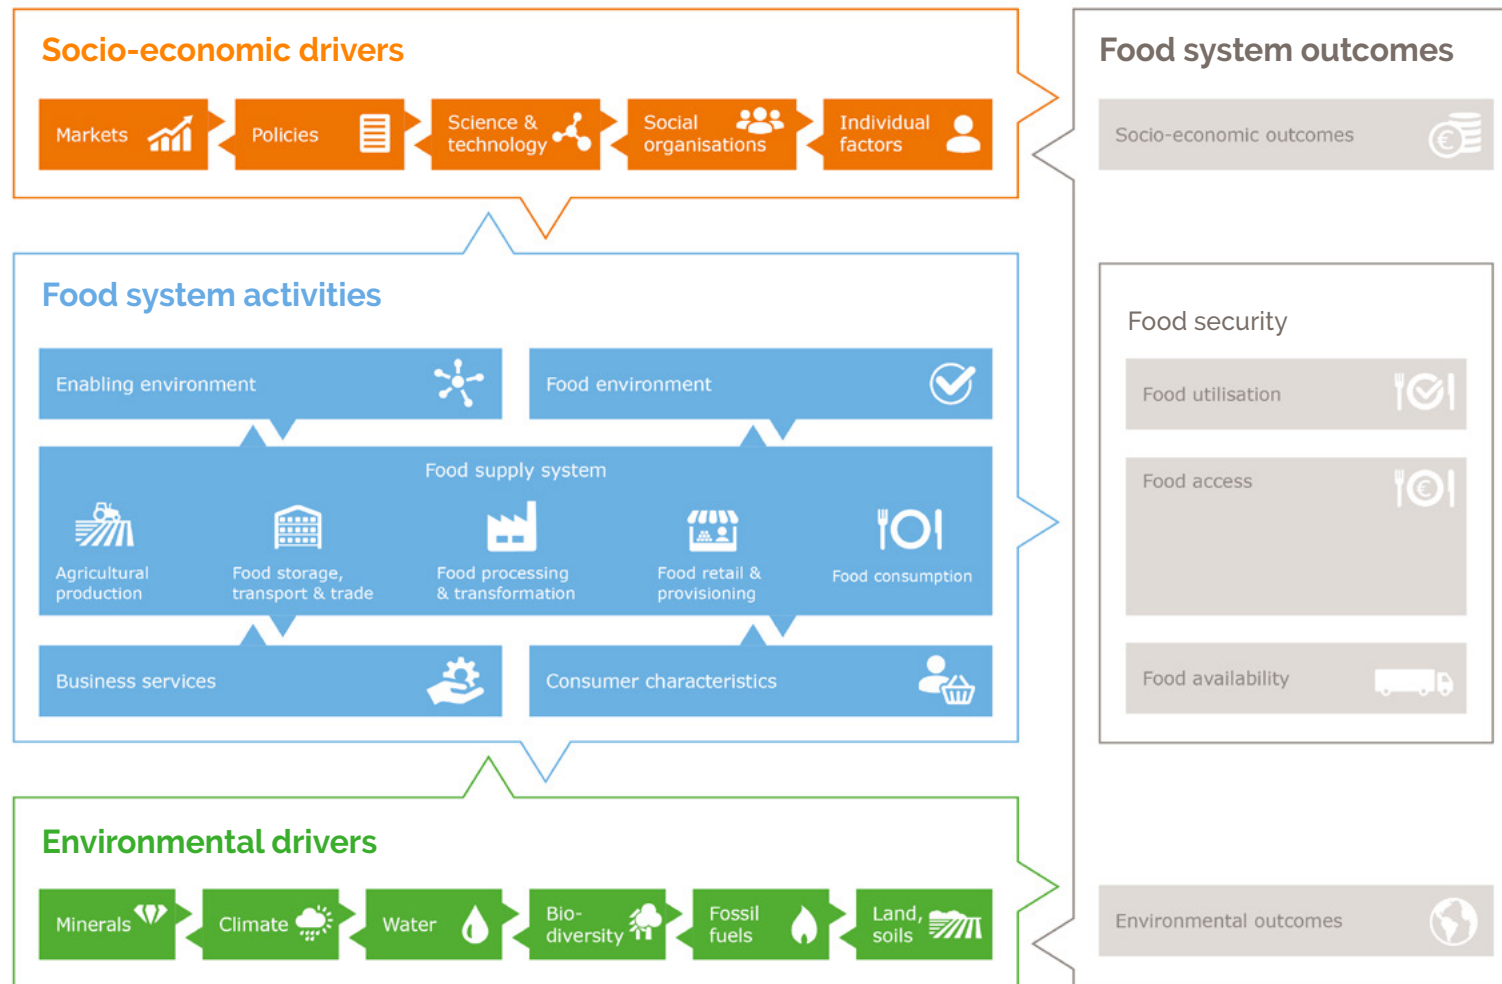 Socio-economic drivers
Markets
Policies
Science &
technology
Social
organisations
Individual
factors
Food system activities
Enabling environment
Food environment
Food supply system
Agricultural
production
Food storage,
transport & trade
Food processing
& transformation
Food retail &
provisioning
Food consumption
Business services
Consumer characteristics
Environmental drivers
Minerals
Climate
Water
Bio-
diversity
Fossil
fuels
Land,
soils
Food system outcomes
Socio-economic outcomes
€
Food security
Food utilisation
Food access
€
Food availability
Environmental outcomes